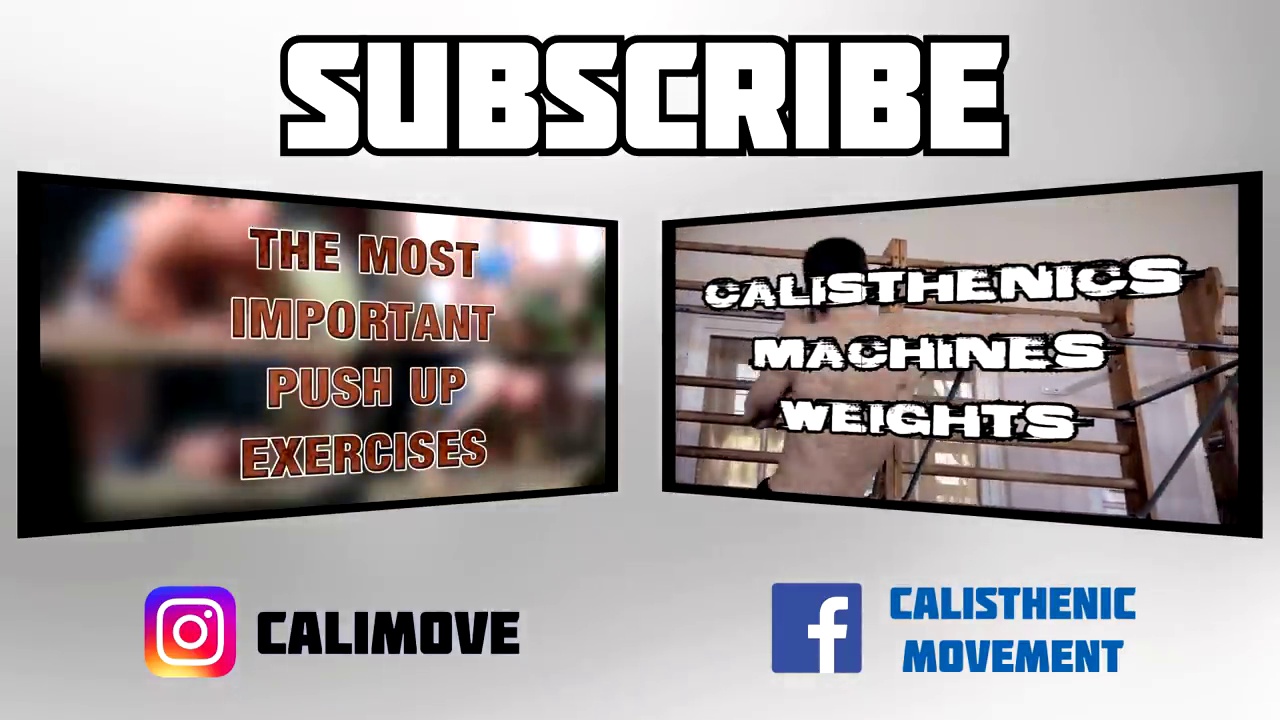 SUBSCRIBE
THE MOST
IMPORTANT
PUSH UP
EXERCISES
CALISTHENICS
MACHINES
WEIGHTS
CALIMOVE
CALISTHENIC
MOVEMENT